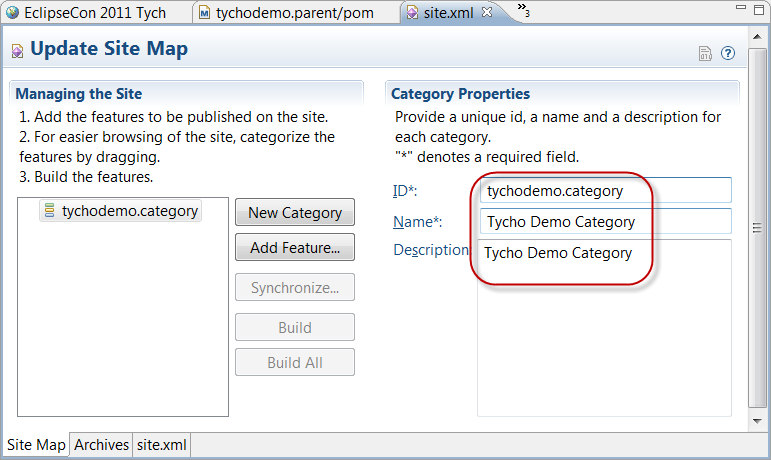 EclipseCon 2011 Tych
tychodemo.parent/pom
site.xml
»3
Update Site Map
Managing the Site
1. Add the features to be published on the site.
2. For easier browsing of the site, categorize the
features by dragging.
3. Build the features.
tychodemo.category
New Category
Add Feature...
Synchronize...
Build
Build All
Category Properties
Provide a unique id, a name and a description for
each category.
"*" denotes a required field.
ID*:
tychodemo.category
Name*:
Tycho Demo Category
Description
Tycho Demo Category
Site Map
Archives
site.xml